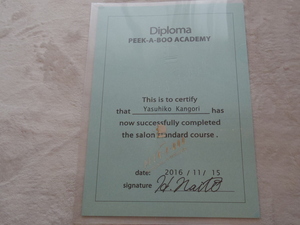 Diploma
PEEK-A-BOO ACADEMY
This is to certify
that Yasuhiko Kangori has
now successfully completed
the salon standard course.
date: 2016 / 11 / 15
signature H. Naito